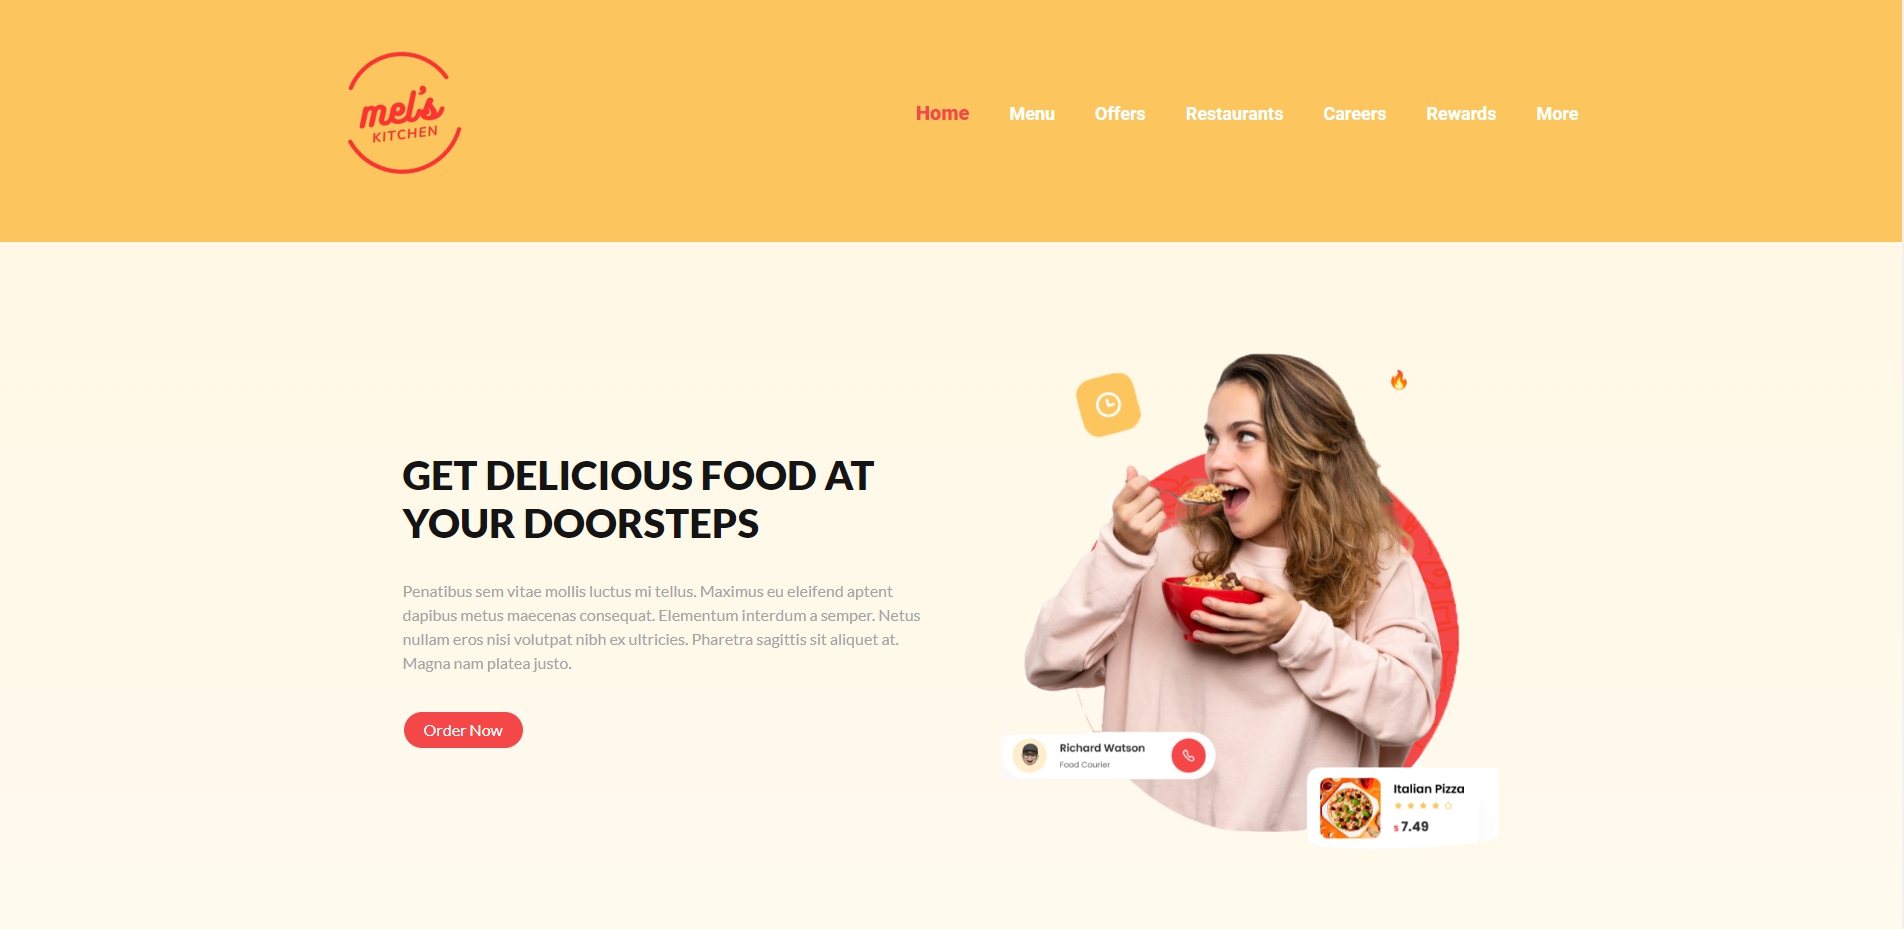 mel's
KITCHEN
Home Menu Offers Restaurants Careers Rewards More
GET DELICIOUS FOOD AT
YOUR DOORSTEPS
Penatibus sem vitae mollis luctus mi tellus. Maximus eu eleifend aptent
dapibus metus maecenas consequat. Elementum interdum a semper. Netus
nullam eros nisi volutpat nibh ex ultricies. Pharetra sagittis sit aliquet at.
Magna nam platea justo.
Order Now
Richard Watson
Food Courier
Italian Pizza
$ 7.49